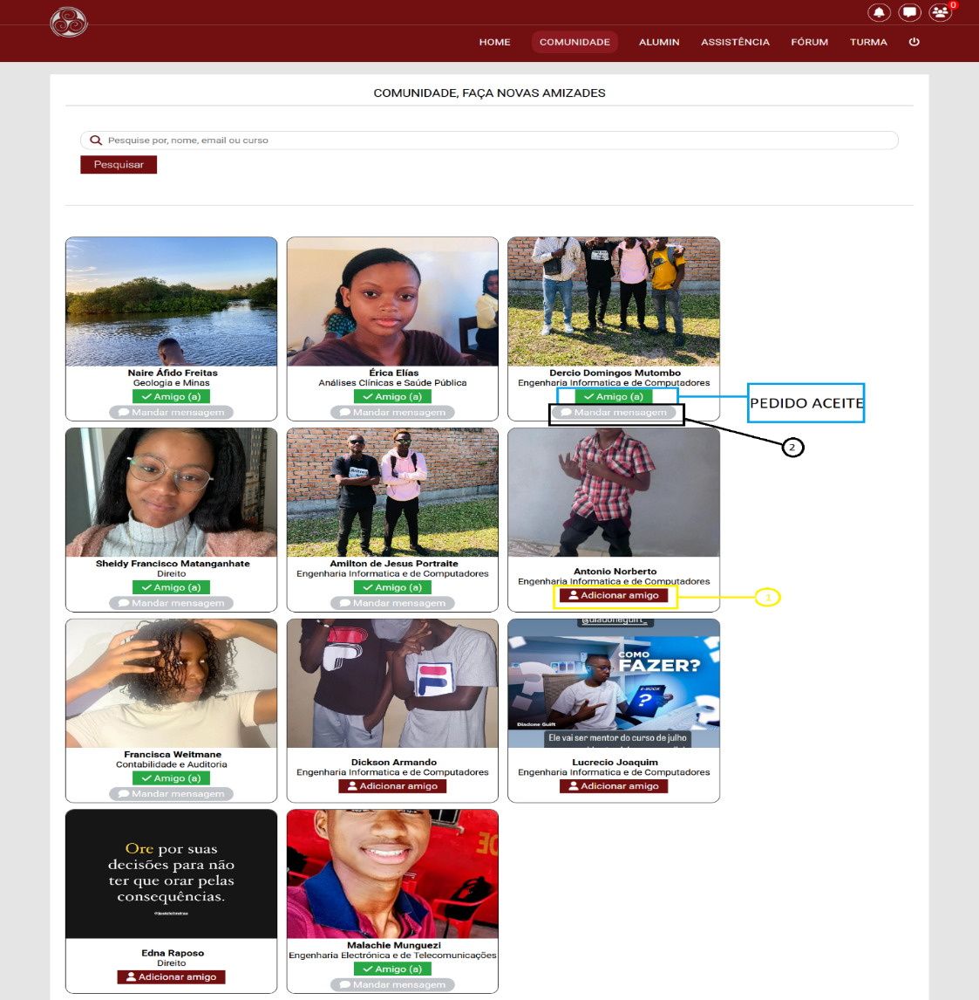 0
HOME COMUNIDADE ALUMIN ASSISTÊNCIA FÓRUM TURMA
COMUNIDADE, FAÇA NOVAS AMIZADES
Pesquise por, nome, email ou curso
Pesquisar
Naire Áfido Freitas
Geologia e Minas
Amigo (a)
Mandar mensagem
Érica Elías
Análises Clínicas e Saúde Pública
Amigo (a)
Mandar mensagem
Dercio Domingos Mutombo
Engenharia Informatica e de Computadores
Amigo (a)
Mandar mensagem
PEDIDO ACEITE
2
Sheidy Francisco Matanganhate
Direito
Amigo (a)
Mandar mensagem
Amilton de Jesus Portraite
Engenharia Informatica e de Computadores
Amigo (a)
Mandar mensagem
Antonio Norberto
Engenharia Informatica e de Computadores
Adicionar amigo
1
Francisca Weitmane
Contabilidade e Auditoria
Amigo (a)
Mandar mensagem
FILA
Dickson Armando
Engenharia Informatica e de Computadores
Adicionar amigo
@diadoneguift_
COMO
FAZER?
E-BOOK
?
Diadone Guift
Ele vai ser mentor do curso de julho
Lucrecio Joaquim
Engenharia Informatica e de Computadores
Adicionar amigo
Ore por suas
decisões para não
ter que orar pelas
consequências.
Edna Raposo
Direito
Adicionar amigo
Malachie Munguezi
Engenharia Electrónica e de Telecomunicações
Amigo (a)
Mandar mensagem